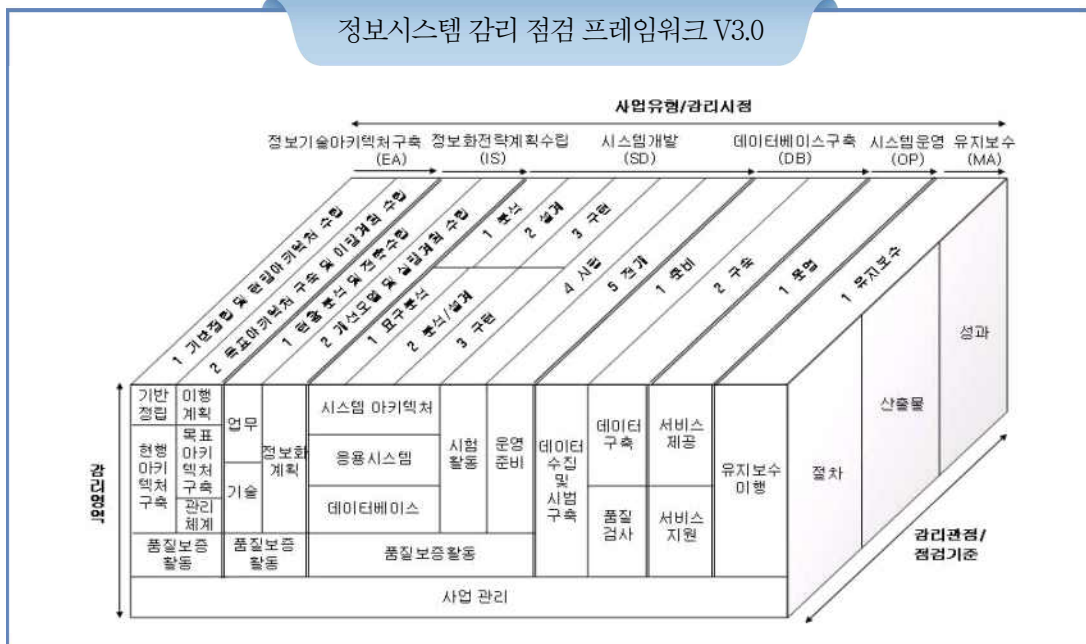 정보시스템 감리 점검 프레임워크 V3.0
사업유형/감리시점
정보기술아키텍처구축
(EA)
정보화전략계획수립
(IS)
시스템개발
(SD)
데이터베이스구축
(DB)
시스템운영
(OP)
유지보수
(MA)
1 기반정립 및 현행아키텍처 구축
2 목표아키텍처 구축 및 이행계획 수립
2 개선모델 및 실행계획 수립
1 분석
2 설계
3 구현
1 요구분석
2 분석/설계
3 구현
4 시험
5 전개
1 준비
2 구축
1 운영
1 유지보수
감리영역
기반
정립
이행
계획
현행
아키
텍처
구축
목표
아키
텍처
구축
관리
체계
품질보증
활동
업무
기술
정보화
계획
품질보증
활동
시스템 아키텍처
응용시스템
데이터베이스
시험
활동
운영
준비
품질보증활동
데이터
수집
및
시범
구축
데이터
구축
품질
검사
서비스
제공
서비스
지원
유지보수
이행
사업 관리
절차
산출물
성과
감리관점/
점검기준